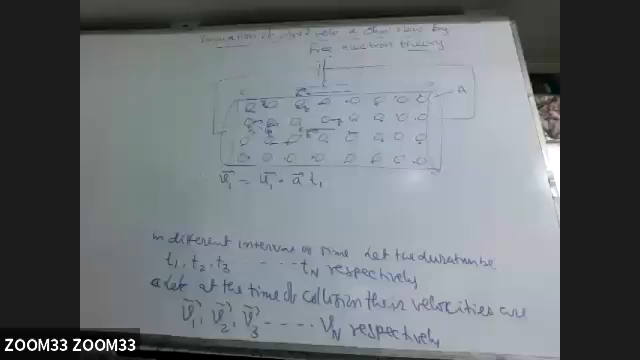 free electron theory
A
v₁ = u₁ - a t₁
in different interval of time let the duration be
t₁, t₂, t₃ ---- tN respectively
Let at the time of collision their velocities are
v₁, v₂, v₃ ---- vN respectively
ZOOM33 ZOOM33